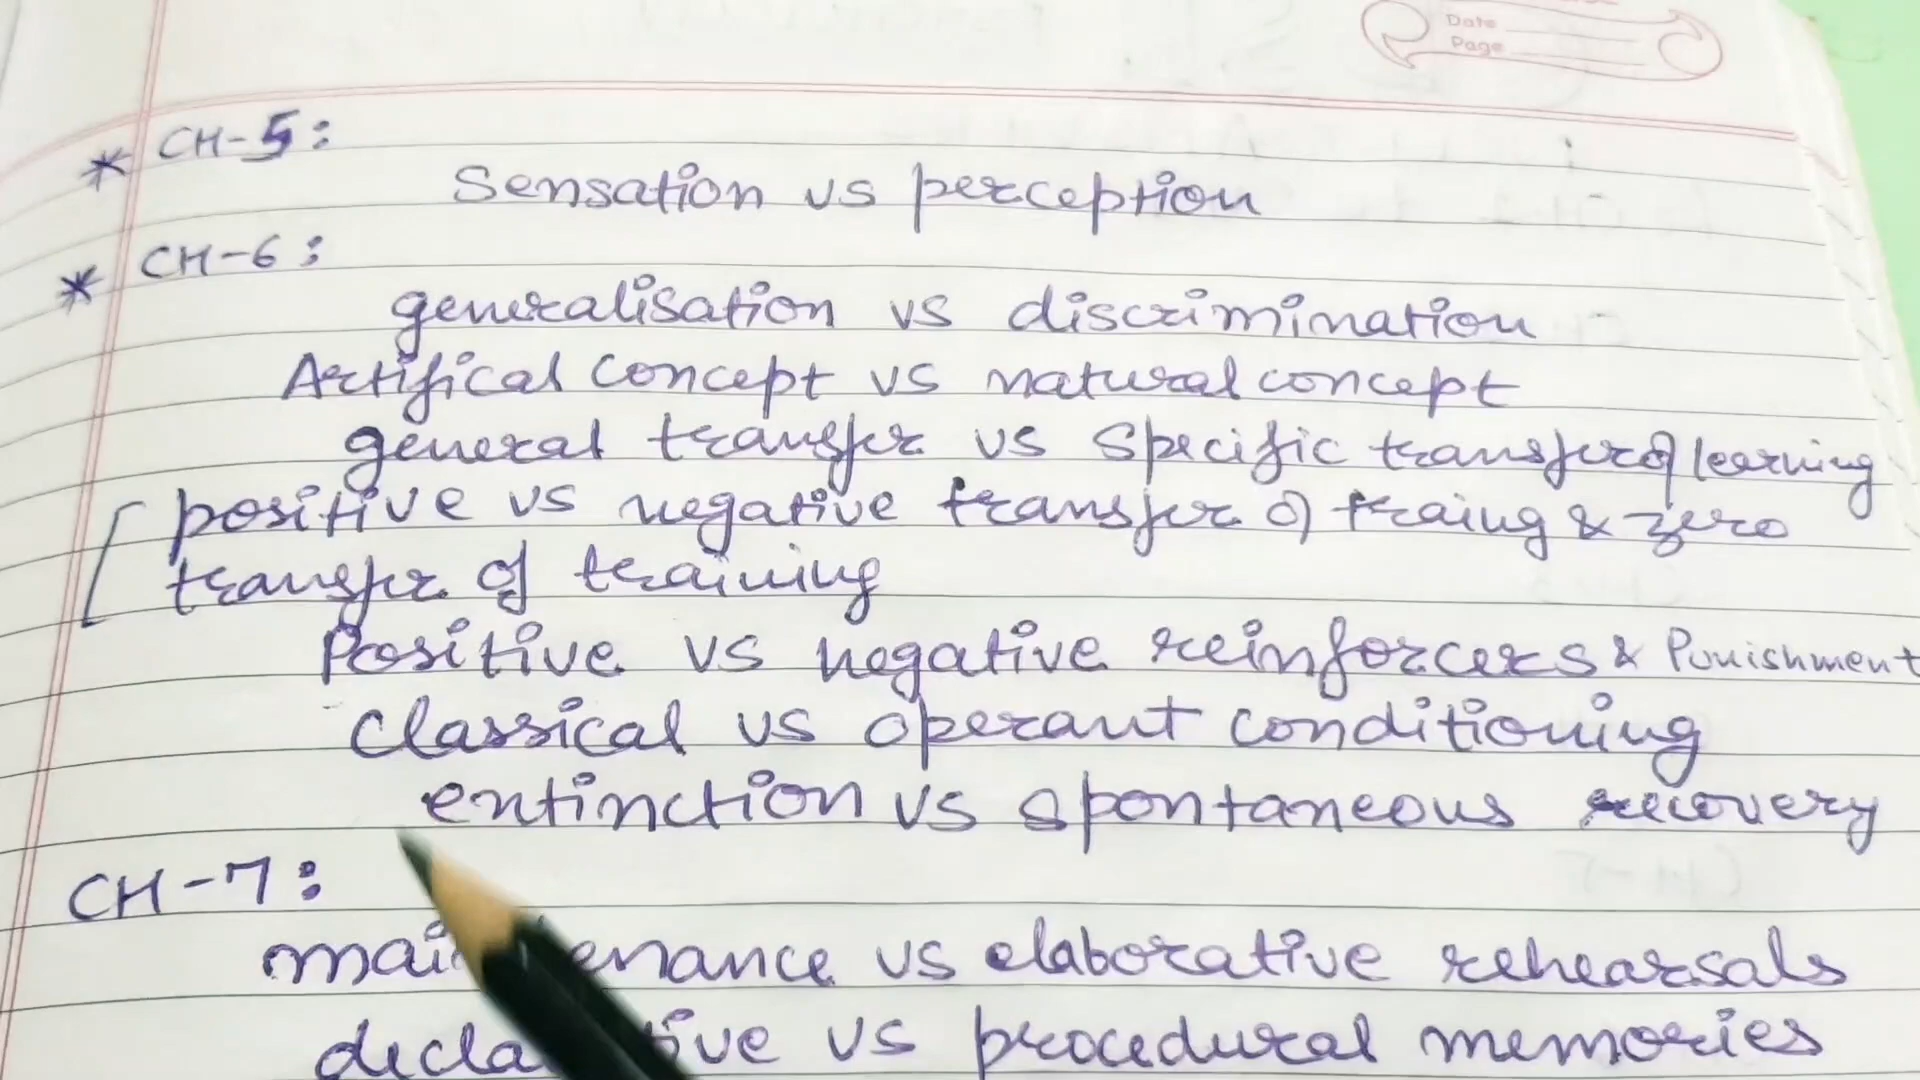 Date
Page
* CH-5:
Sensation vs perception
* CH-6:
generalisation vs discrimination
Artifical concept vs natural concept
general transfer vs specific transfer of learning
positive vs negative transfer of traing & zero
transfer of training
Positive vs negative reinforcers & Punishment
classical vs operant conditioning
extinction vs spontaneous recovery
CH-7:
maintenance vs elaborative rehearsals
declarative vs procedural memories